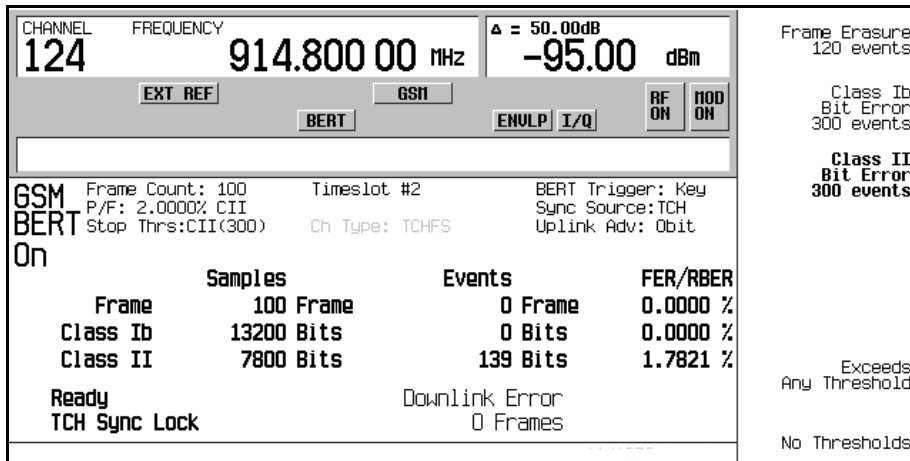 CHANNEL FREQUENCY Δ = 50.00dB
124 914.800 00 MHz -95.00 dBm
EXT REF GSM RF ON MOD ON
BERT ENVLP I/Q
GSM BERT On
Frame Count: 100 Timeslot #2 BERT Trigger: Key
P/F: 2.0000% CII Sync Source:TCH
Stop Thrs:CII(300) Ch Type: TCHFS Uplink Adv: 0bit
Samples Events FER/RBER
Frame 100 Frame 0 Frame 0.0000 %
Class Ib 13200 Bits 0 Bits 0.0000 %
Class II 7800 Bits 139 Bits 1.7821 %
Ready Downlink Error
TCH Sync Lock 0 Frames
Frame Erasure
120 events
Class Ib
Bit Error
300 events
Class II
Bit Error
300 events
Exceeds
Any Threshold
No Thresholds